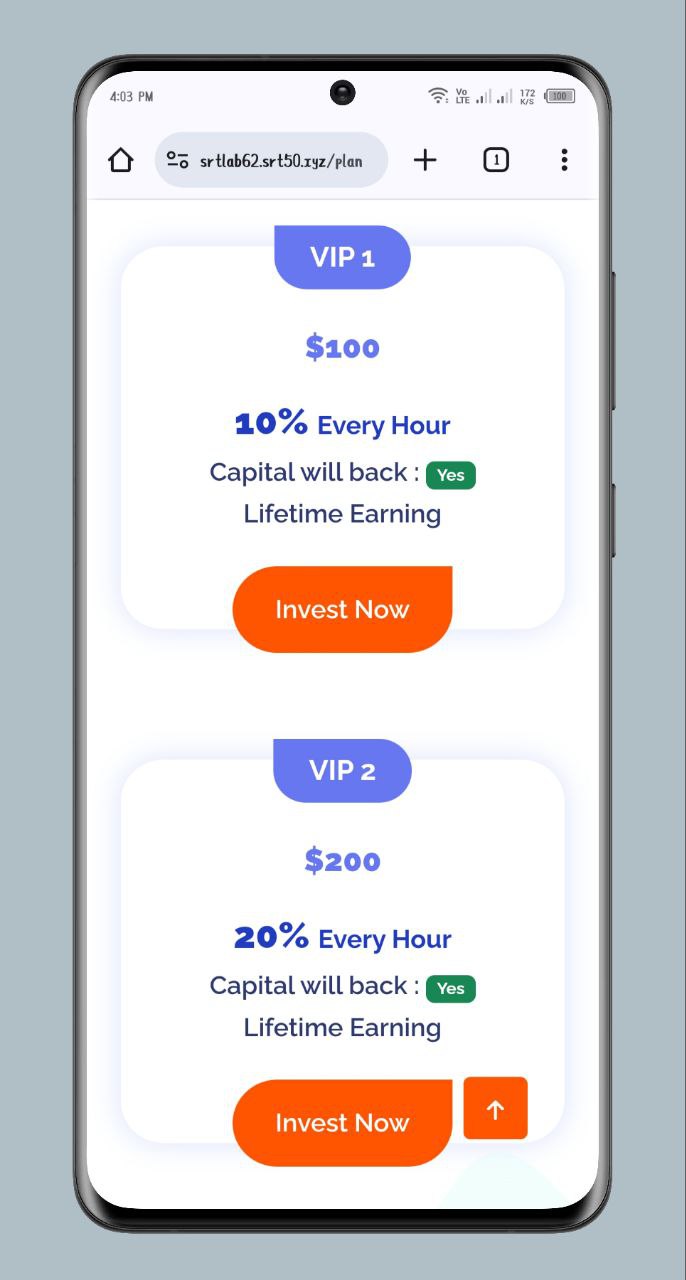 4:03 PM
Vo LTE 172 K/S 100
srtlab62.srt50.xyz/plan
1
VIP 1
$100
10% Every Hour
Capital will back : Yes
Lifetime Earning
Invest Now
VIP 2
$200
20% Every Hour
Capital will back : Yes
Lifetime Earning
Invest Now